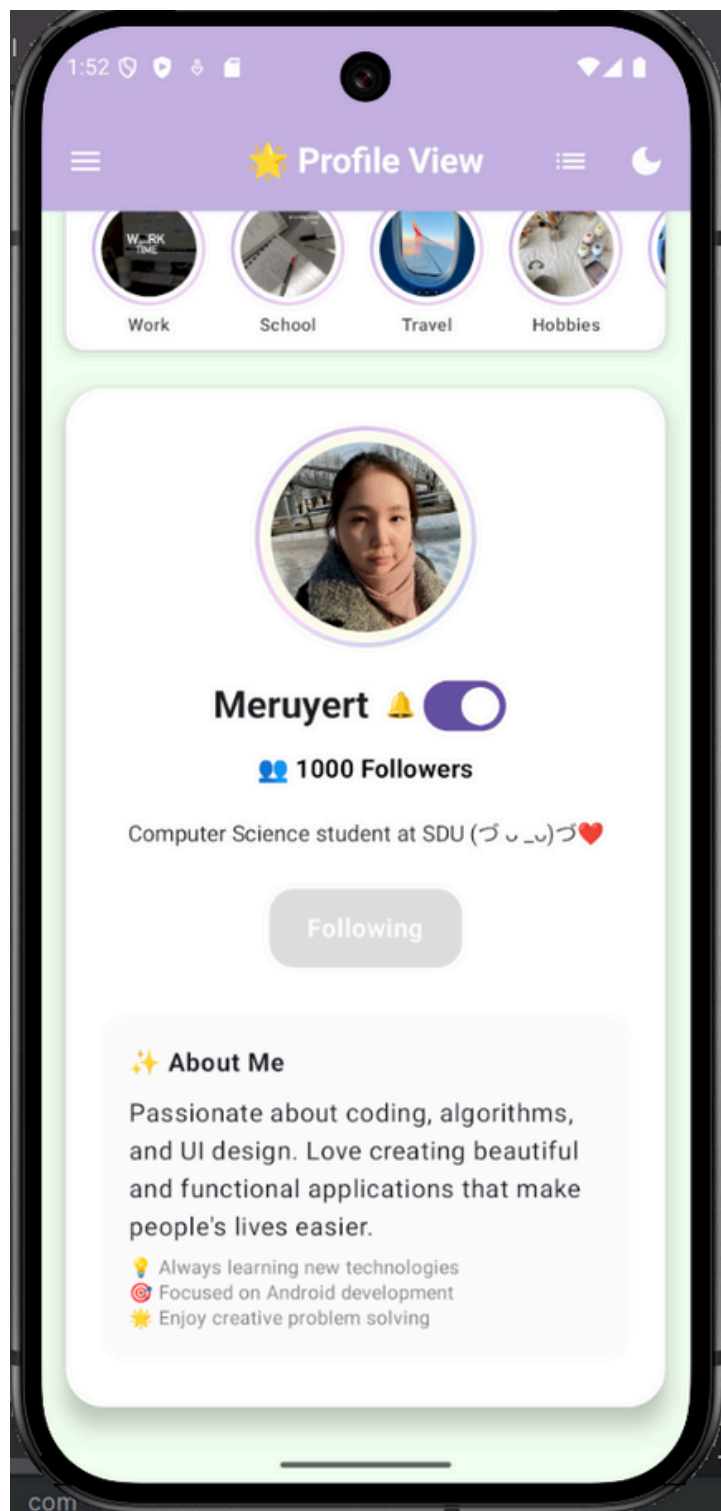 1:52
🌟 Profile View
W_RK
TIME
Work
School
Travel
Hobbies
Meruyert 🔔
👥 1000 Followers
Computer Science student at SDU (づ ᴗ _ᴗ)づ❤️
Following
✨ About Me
Passionate about coding, algorithms,
and UI design. Love creating beautiful
and functional applications that make
people's lives easier.
💡 Always learning new technologies
🎯 Focused on Android development
🌟 Enjoy creative problem solving
com